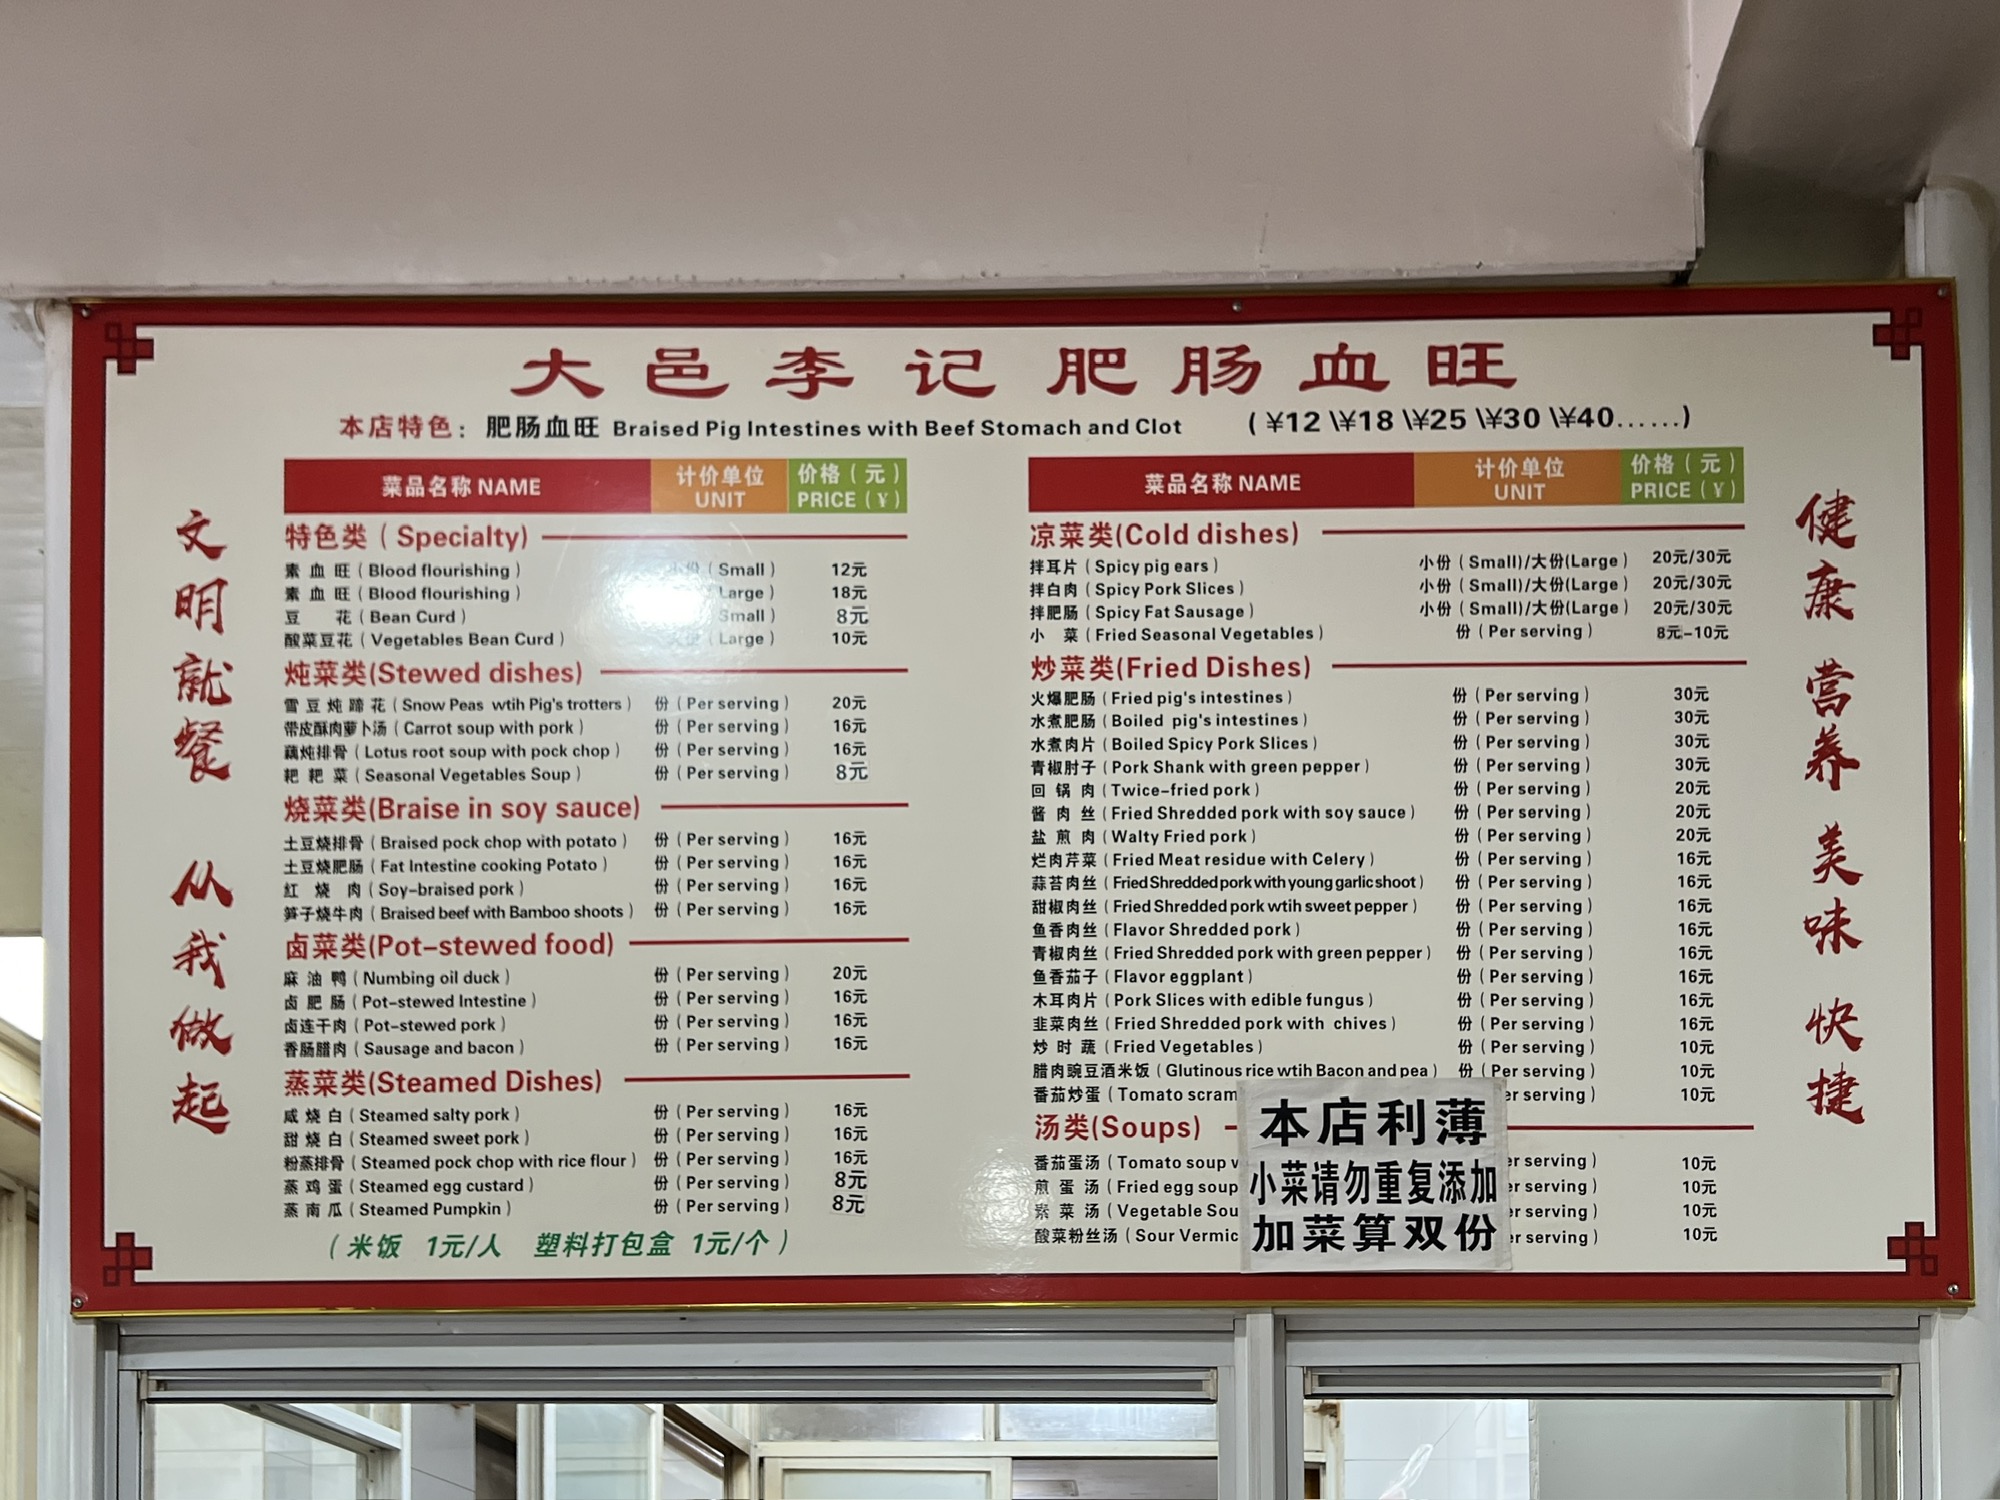 大邑李记肥肠血旺
本店特色：肥肠血旺 Braised Pig Intestines with Beef Stomach and Clot (¥12 \¥18 \¥25 \¥30 \¥40......)
文明就餐 从我做起
菜品名称 NAME 计价单位 UNIT 价格（元） PRICE（¥）
特色类（Specialty)
素血旺（Blood flourishing） （Small） 12元
素血旺（Blood flourishing） Large） 18元
豆花（Bean Curd） Small） 8元
酸菜豆花（Vegetables Bean Curd） （Large） 10元
炖菜类(Stewed dishes)
雪豆炖蹄花（Snow Peas wtih Pig's trotters） 份（Per serving） 20元
带皮酥肉萝卜汤（Carrot soup with pork） 份（Per serving） 16元
藕炖排骨（Lotus root soup with pock chop） 份（Per serving） 16元
耙耙菜（Seasonal Vegetables Soup） 份（Per serving） 8元
烧菜类(Braise in soy sauce)
土豆烧排骨（Braised pock chop with potato） 份（Per serving） 16元
土豆烧肥肠（Fat Intestine cooking Potato） 份（Per serving） 16元
红烧肉（Soy-braised pork） 份（Per serving） 16元
笋子烧牛肉（Braised beef with Bamboo shoots） 份（Per serving） 16元
卤菜类(Pot-stewed food)
麻油鸭（Numbing oil duck） 份（Per serving） 20元
卤肥肠（Pot-stewed Intestine） 份（Per serving） 16元
卤连干肉（Pot-stewed pork） 份（Per serving） 16元
香肠腊肉（Sausage and bacon） 份（Per serving） 16元
蒸菜类(Steamed Dishes)
咸烧白（Steamed salty pork） 份（Per serving） 16元
甜烧白（Steamed sweet pork） 份（Per serving） 16元
粉蒸排骨（Steamed pock chop with rice flour） 份（Per serving） 16元
蒸鸡蛋（Steamed egg custard） 份（Per serving） 8元
蒸南瓜（Steamed Pumpkin） 份（Per serving） 8元
（米饭 1元/人 塑料打包盒 1元/个）
菜品名称 NAME 计价单位 UNIT 价格（元） PRICE（¥）
凉菜类(Cold dishes)
拌耳片（Spicy pig ears） 小份（Small)/大份(Large） 20元/30元
拌白肉（Spicy Pork Slices） 小份（Small)/大份(Large） 20元/30元
拌肥肠（Spicy Fat Sausage） 小份（Small)/大份(Large） 20元/30元
小菜（Fried Seasonal Vegetables） 份（Per serving） 8元-10元
炒菜类(Fried Dishes)
火爆肥肠（Fried pig's intestines） 份（Per serving） 30元
水煮肥肠（Boiled pig's intestines） 份（Per serving） 30元
水煮肉片（Boiled Spicy Pork Slices） 份（Per serving） 30元
青椒肘子（Pork Shank with green pepper） 份（Per serving） 30元
回锅肉（Twice-fried pork） 份（Per serving） 20元
酱肉丝（Fried Shredded pork with soy sauce） 份（Per serving） 20元
盐煎肉（Walty Fried pork） 份（Per serving） 20元
烂肉芹菜（Fried Meat residue with Celery） 份（Per serving） 16元
蒜苔肉丝（Fried Shredded pork with young garlic shoot） 份（Per serving） 16元
甜椒肉丝（Fried Shredded pork wtih sweet pepper） 份（Per serving） 16元
鱼香肉丝（Flavor Shredded pork） 份（Per serving） 16元
青椒肉丝（Fried Shredded pork with green pepper） 份（Per serving） 16元
鱼香茄子（Flavor eggplant） 份（Per serving） 16元
木耳肉片（Pork Slices with edible fungus） 份（Per serving） 16元
韭菜肉丝（Fried Shredded pork with chives） 份（Per serving） 16元
炒时蔬（Fried Vegetables） 份（Per serving） 10元
腊肉豌豆酒米饭（Glutinous rice wtih Bacon and pea） 份（Per serving） 10元
番茄炒蛋（Tomato scram er serving） 10元
汤类(Soups)
番茄蛋汤（Tomato soup er serving） 10元
煎蛋汤（Fried egg soup er serving） 10元
菜汤（Vegetable Sou er serving） 10元
酸菜粉丝汤（Sour Vermic er serving） 10元
本店利薄
小菜请勿重复添加
加菜算双份
健康 营养 美味 快捷